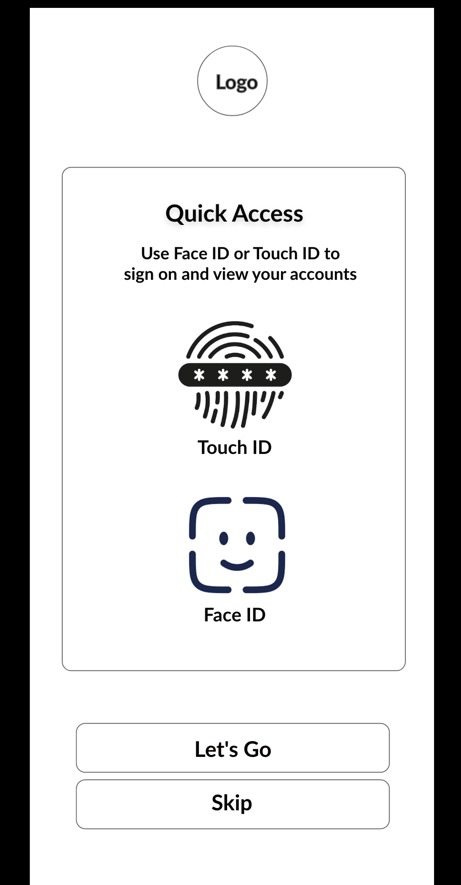 Logo
Quick Access
Use Face ID or Touch ID to
sign on and view your accounts
* * * *
Touch ID
Face ID
Let's Go
Skip